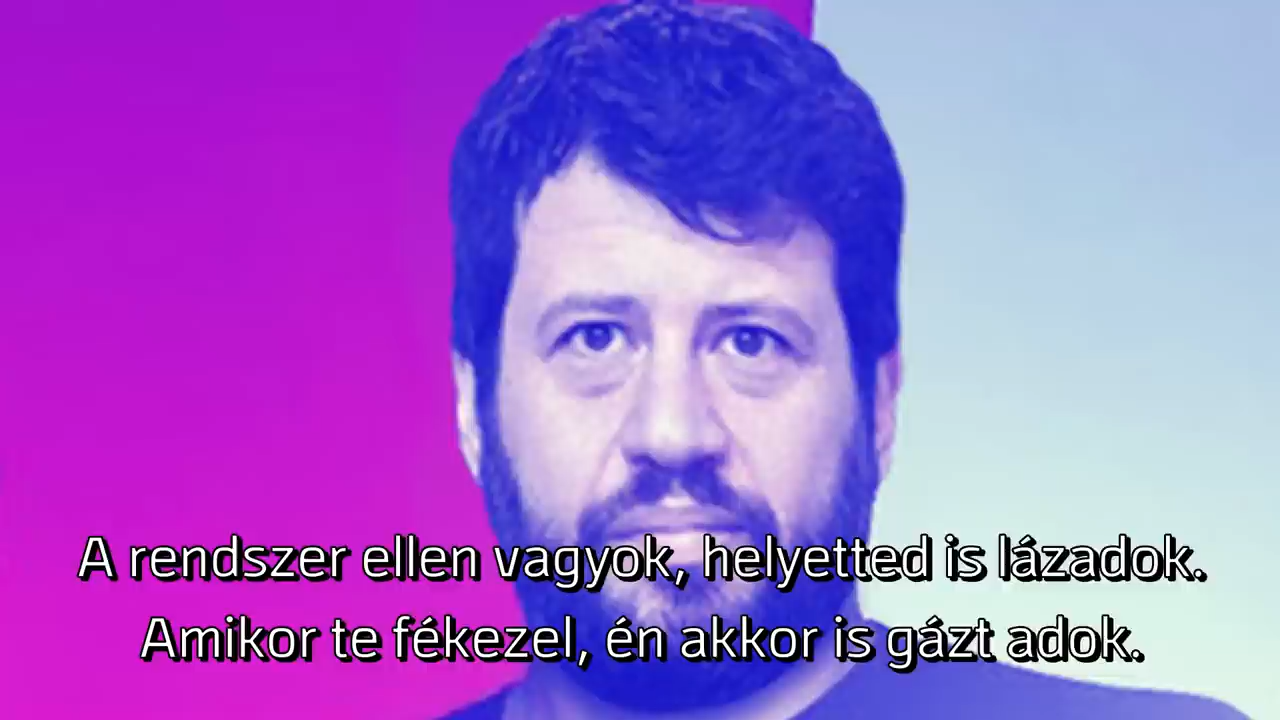 A rendszer ellen vagyok, helyetted is lázadok.
Amikor te fékezel, én akkor is gázt adok.